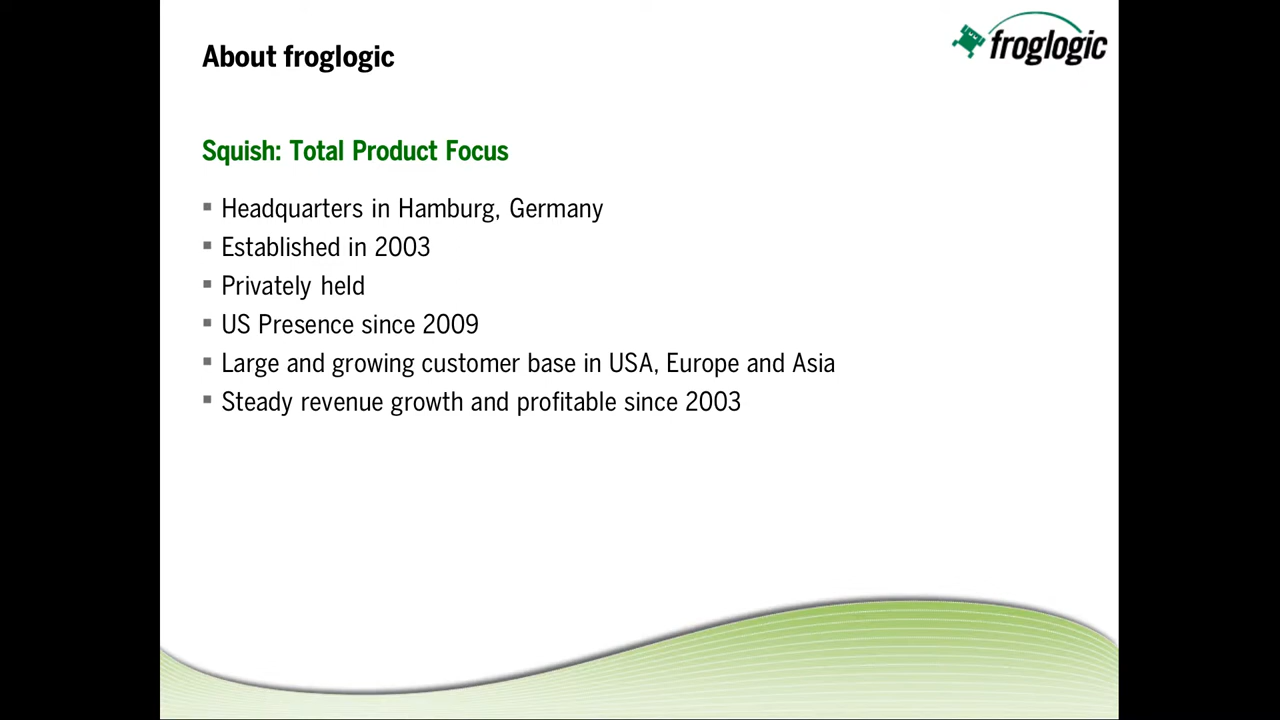 About froglogic
froglogic
Squish: Total Product Focus
Headquarters in Hamburg, Germany
Established in 2003
Privately held
US Presence since 2009
Large and growing customer base in USA, Europe and Asia
Steady revenue growth and profitable since 2003